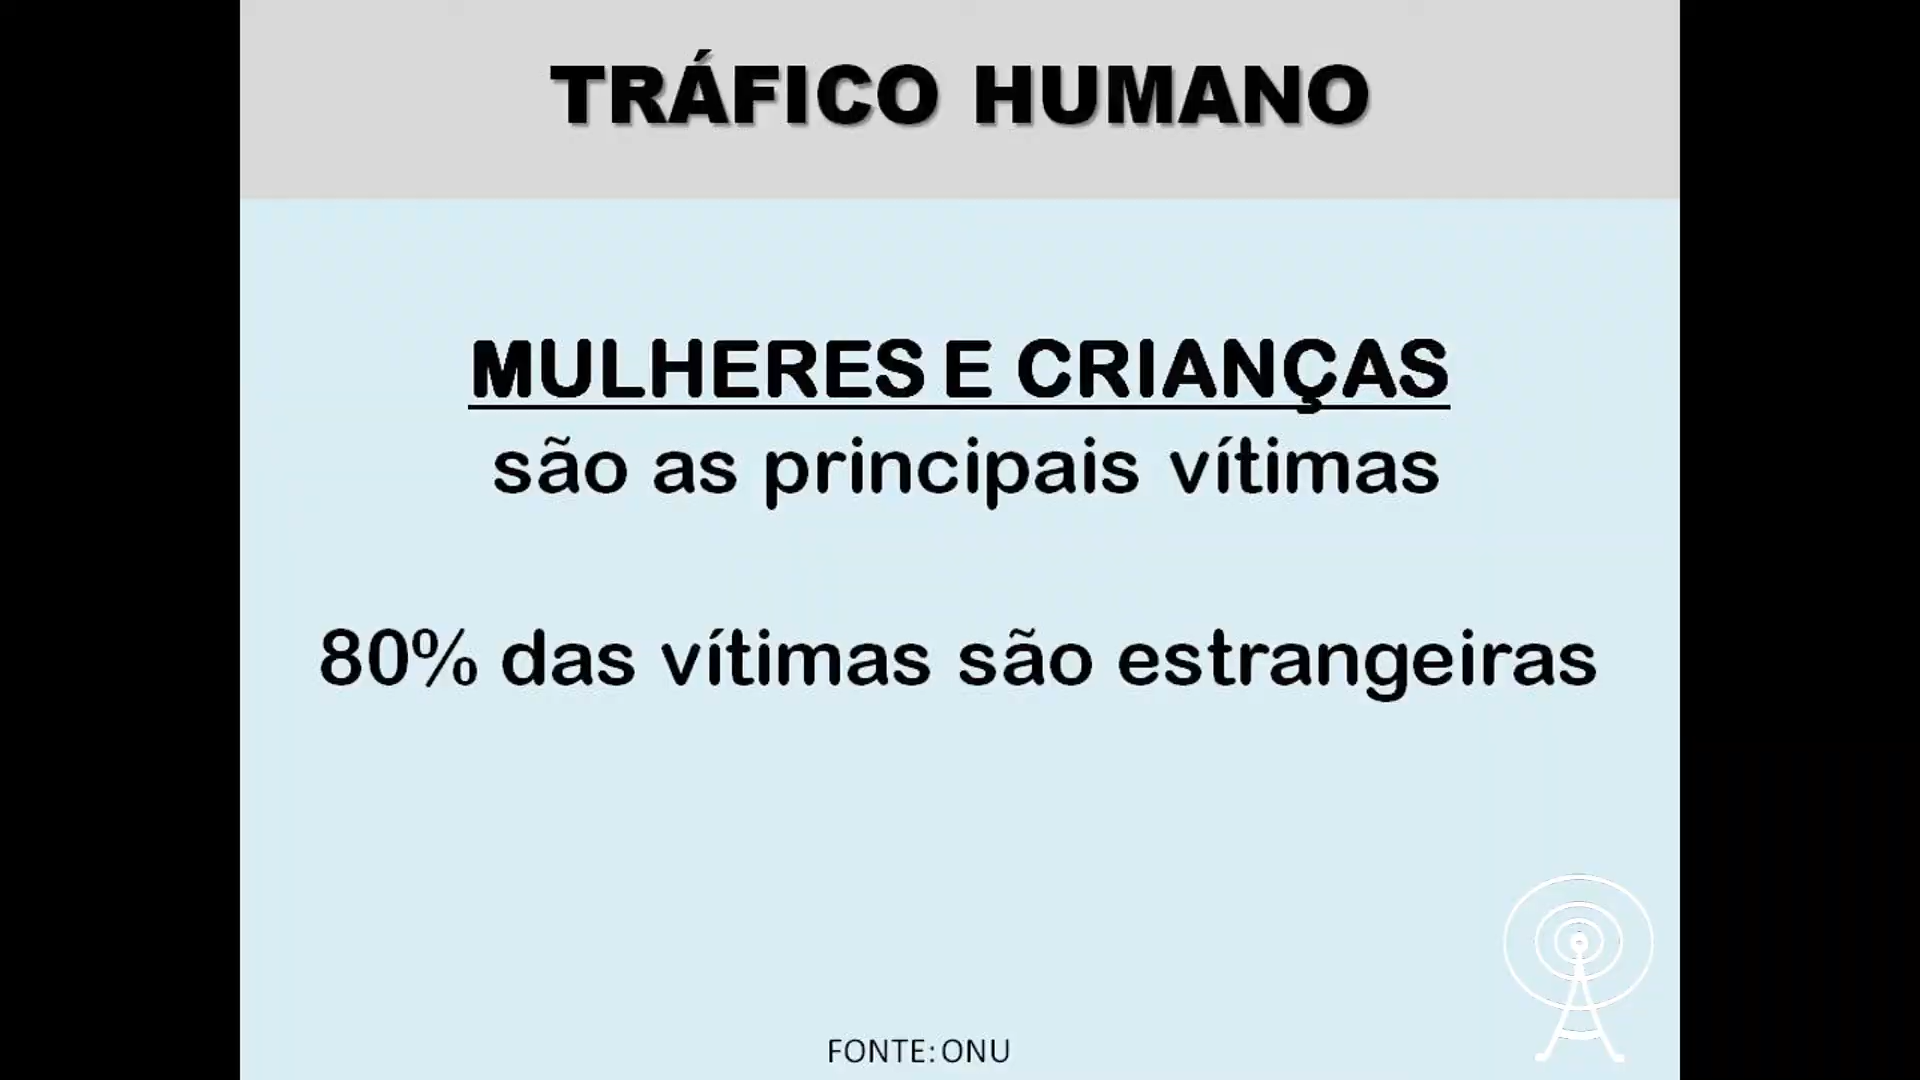 TRÁFICO HUMANO
MULHERES E CRIANÇAS
são as principais vítimas
80% das vítimas são estrangeiras
FONTE: ONU